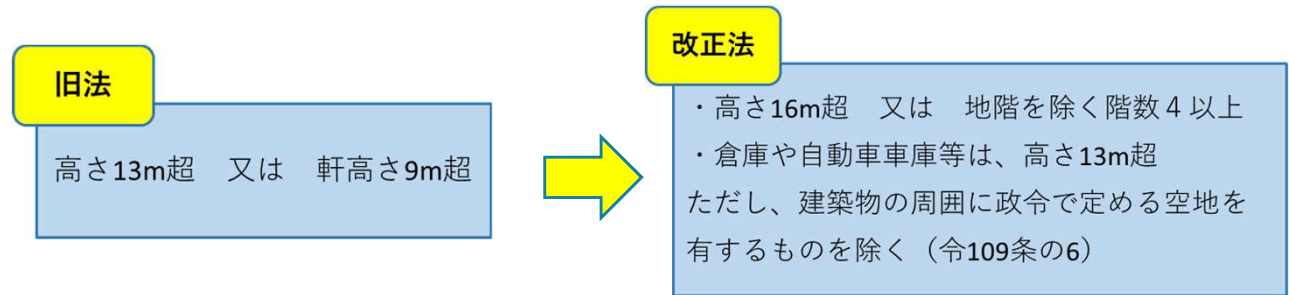 旧法
高さ13m超　又は　軒高さ9m超
改正法
・高さ16m超　又は　地階を除く階数４以上
・倉庫や自動車車庫等は、高さ13m超
ただし、建築物の周囲に政令で定める空地を
有するものを除く（令109条の6）